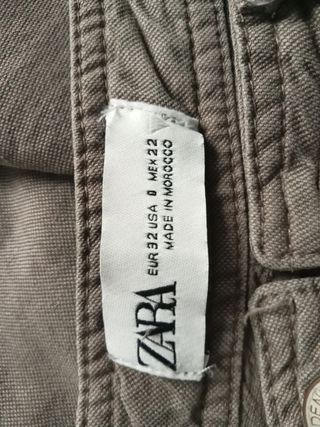 ZARA
EUR 32 USA 0 MEX 22
MADE IN MOROCCO